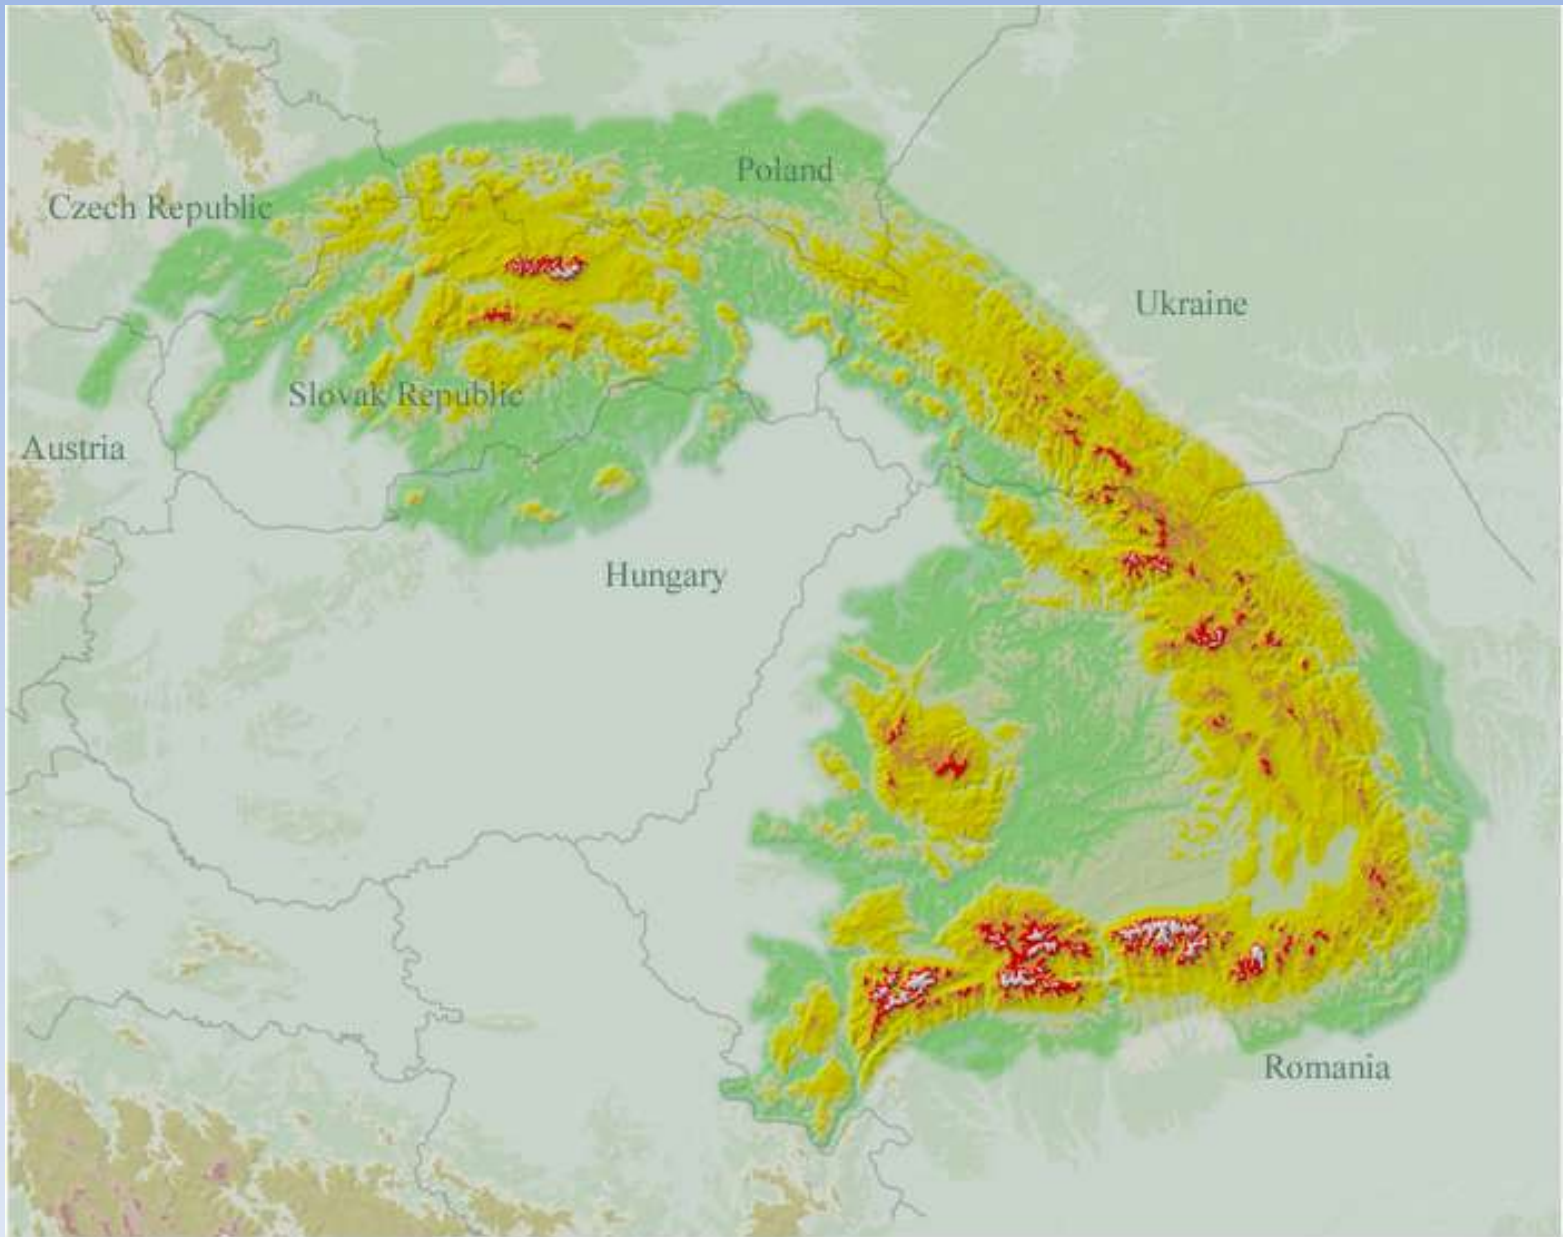 Poland
Czech Republic
Ukraine
Slovak Republic
Austria
Hungary
Romania